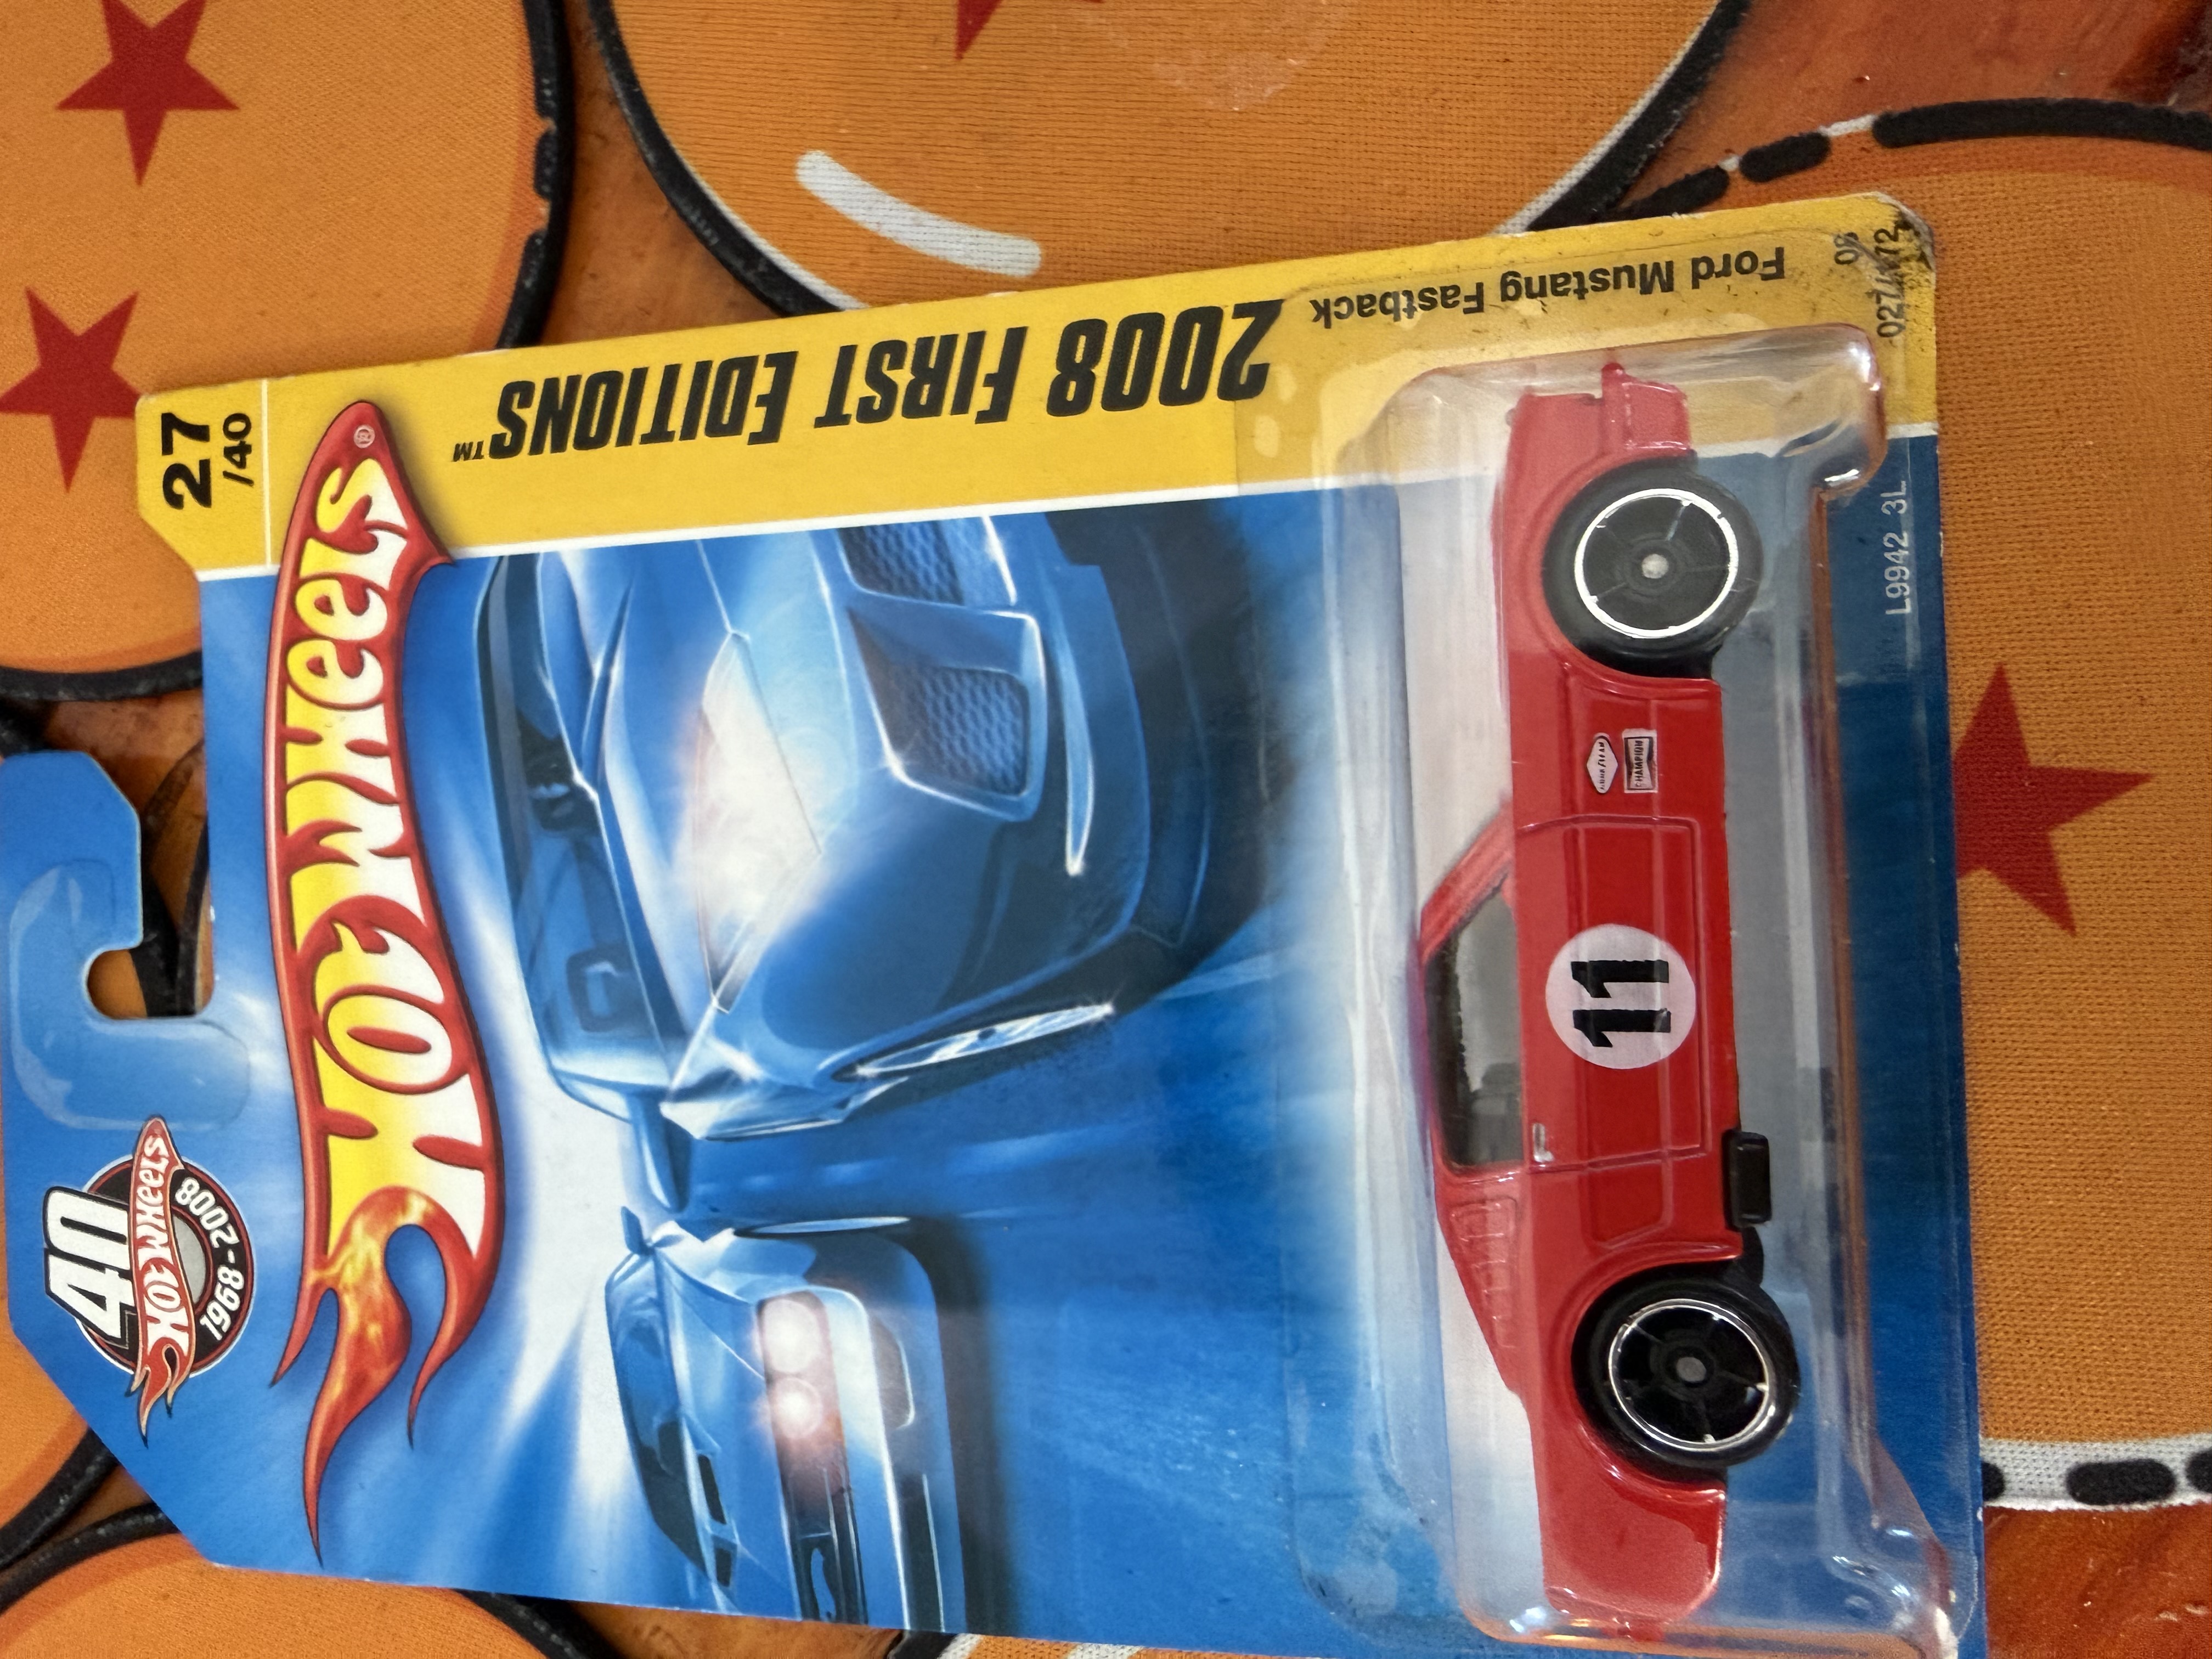 27
/40
HOT WHEELS®
2008 FIRST EDITIONS™
Ford Mustang Fastback
08
027/172
40
HOT WHEELS
1968-2008
GOODYEAR
CHAMPION
11
L9942 3L